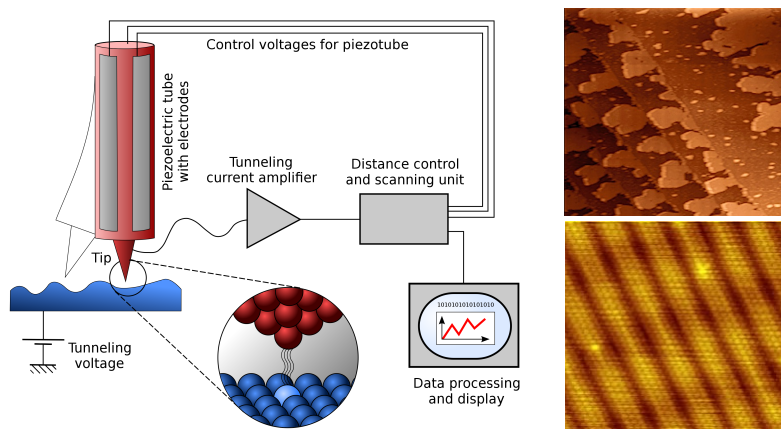 Control voltages for piezotube
Piezoelectric tube
with electrodes
Tunneling
current amplifier
Distance control
and scanning unit
Tip
Tunneling
voltage
1010101010101010
Data processing
and display